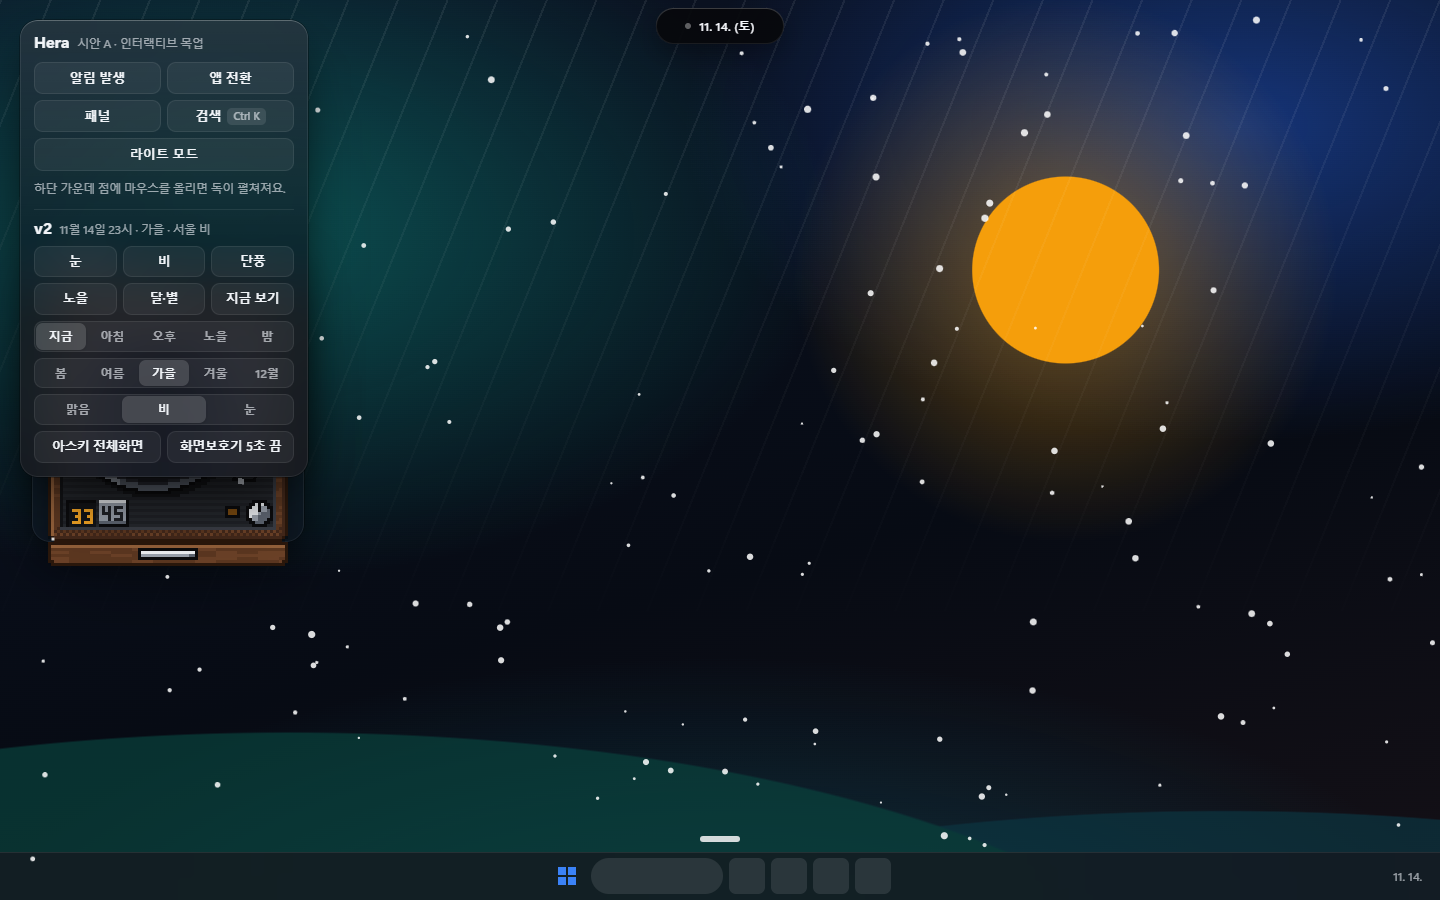 11. 14. (토)
Hera 시안 A · 인터랙티브 목업
알림 발생 앱 전환
패널 검색 Ctrl K
라이트 모드
하단 가운데 점에 마우스를 올리면 독이 펼쳐져요.
v2 11월 14일 23시 · 가을 · 서울 비
눈 비 단풍
노을 달·별 지금 보기
지금 아침 오후 노을 밤
봄 여름 가을 겨울 12월
맑음 비 눈
아스키 전체화면 화면보호기 5초 끔
33 45
11. 14.